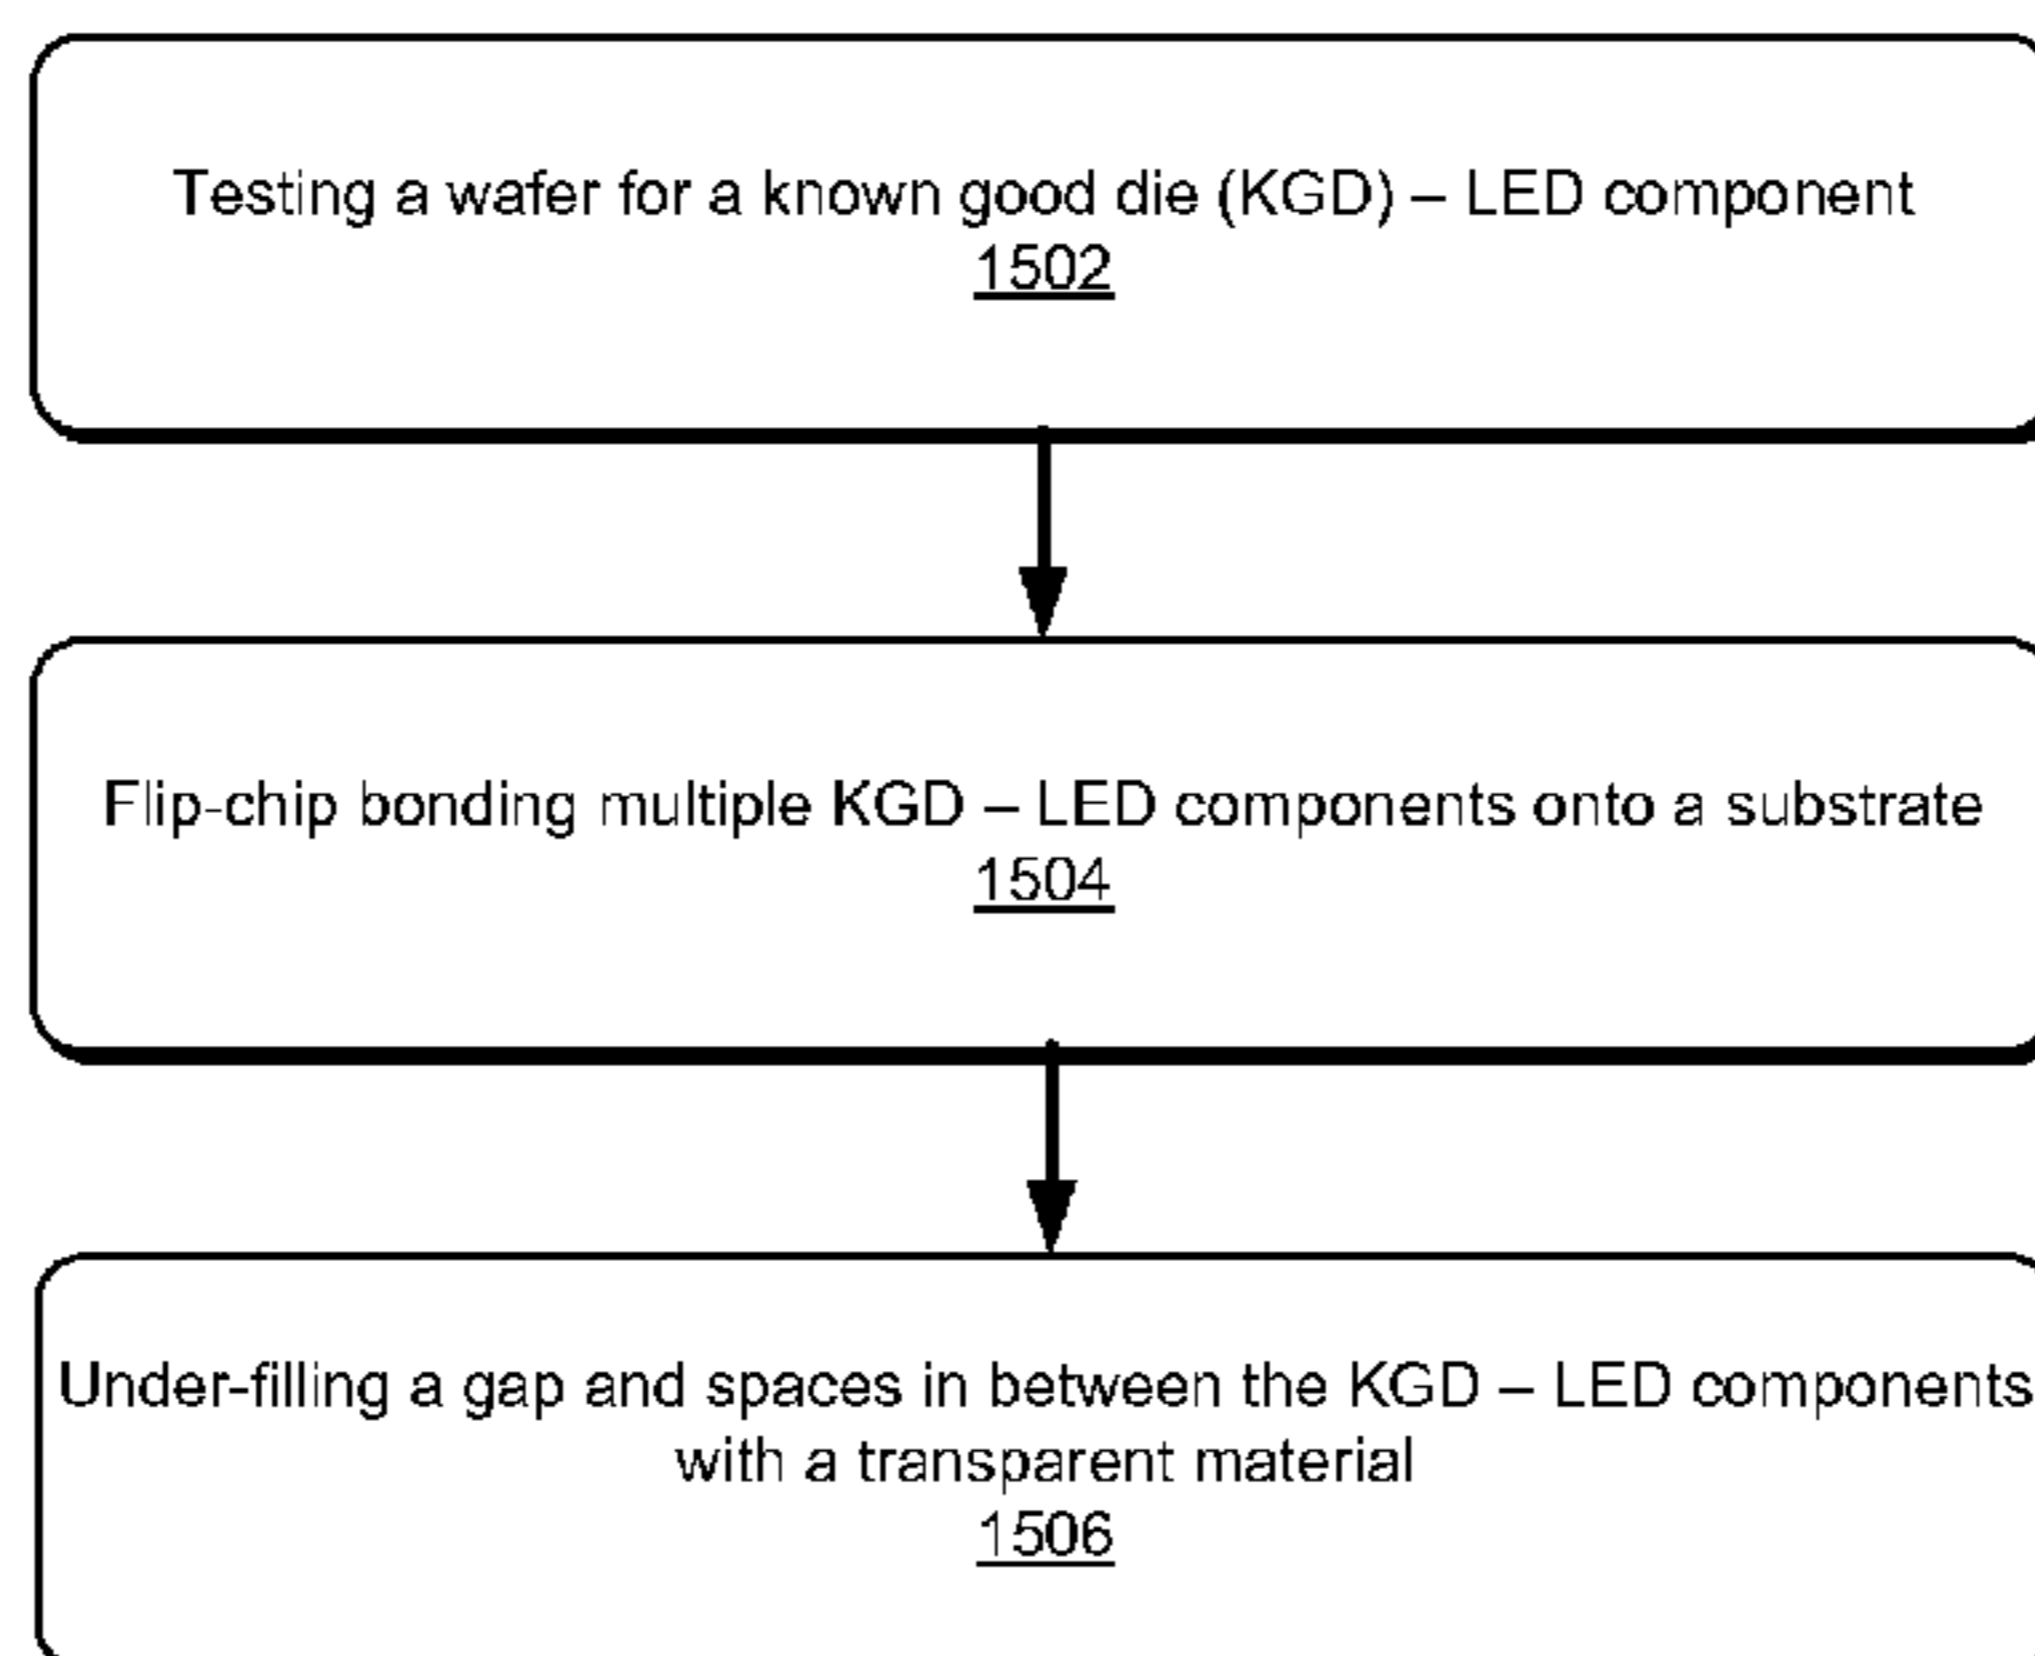 Testing a wafer for a known good die (KGD) – LED component
1502
Flip-chip bonding multiple KGD – LED components onto a substrate
1504
Under-filling a gap and spaces in between the KGD – LED components
with a transparent material
1506